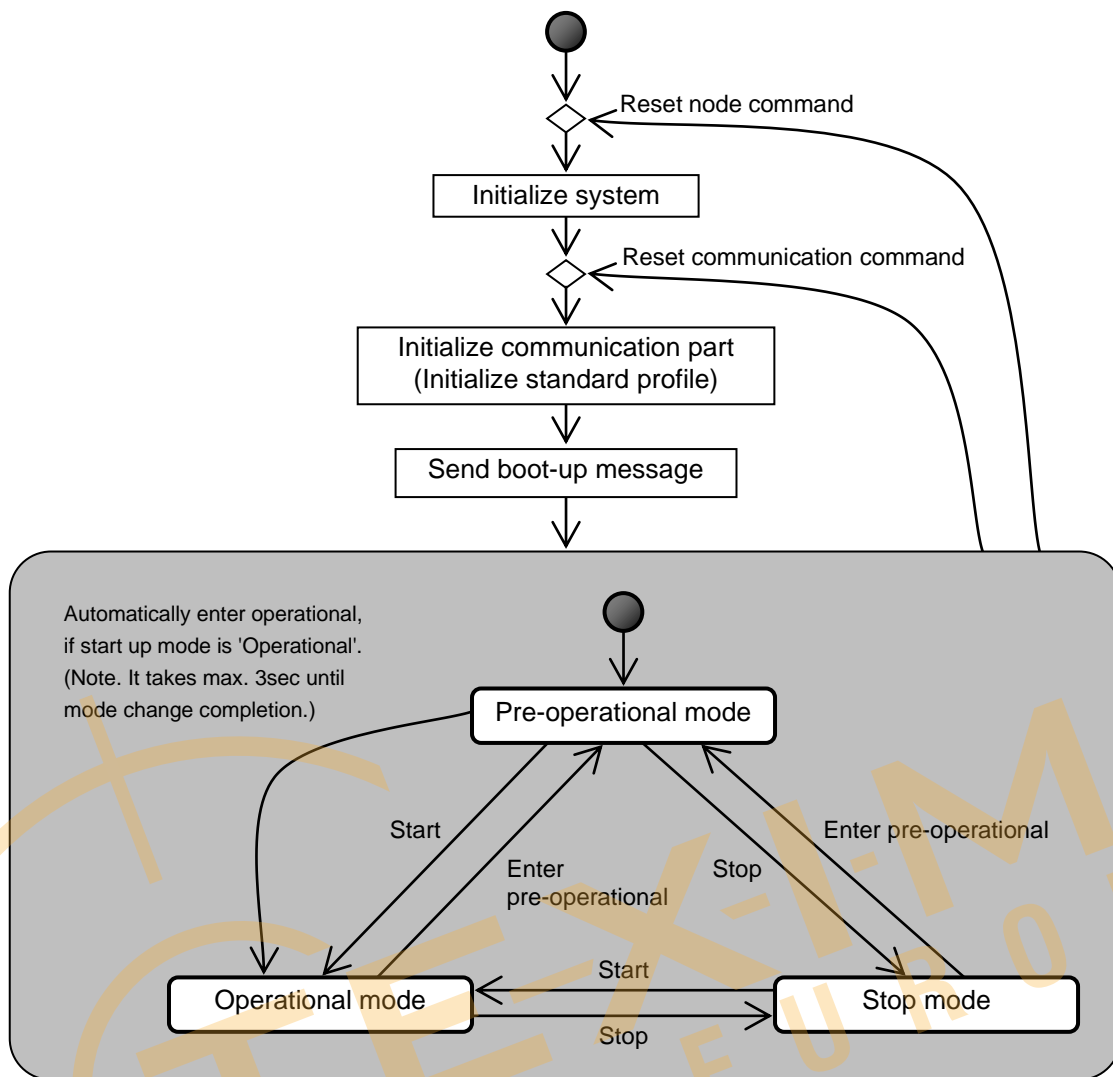 Reset node command
Initialize system
Reset communication command
Initialize communication part
(Initialize standard profile)
Send boot-up message
Automatically enter operational,
if start up mode is 'Operational'.
(Note. It takes max. 3sec until
mode change completion.)
Pre-operational mode
Start
Enter pre-operational
Enter
pre-operational
Stop
Start
Operational mode
Stop mode
Stop
TEX-I-M
EURO